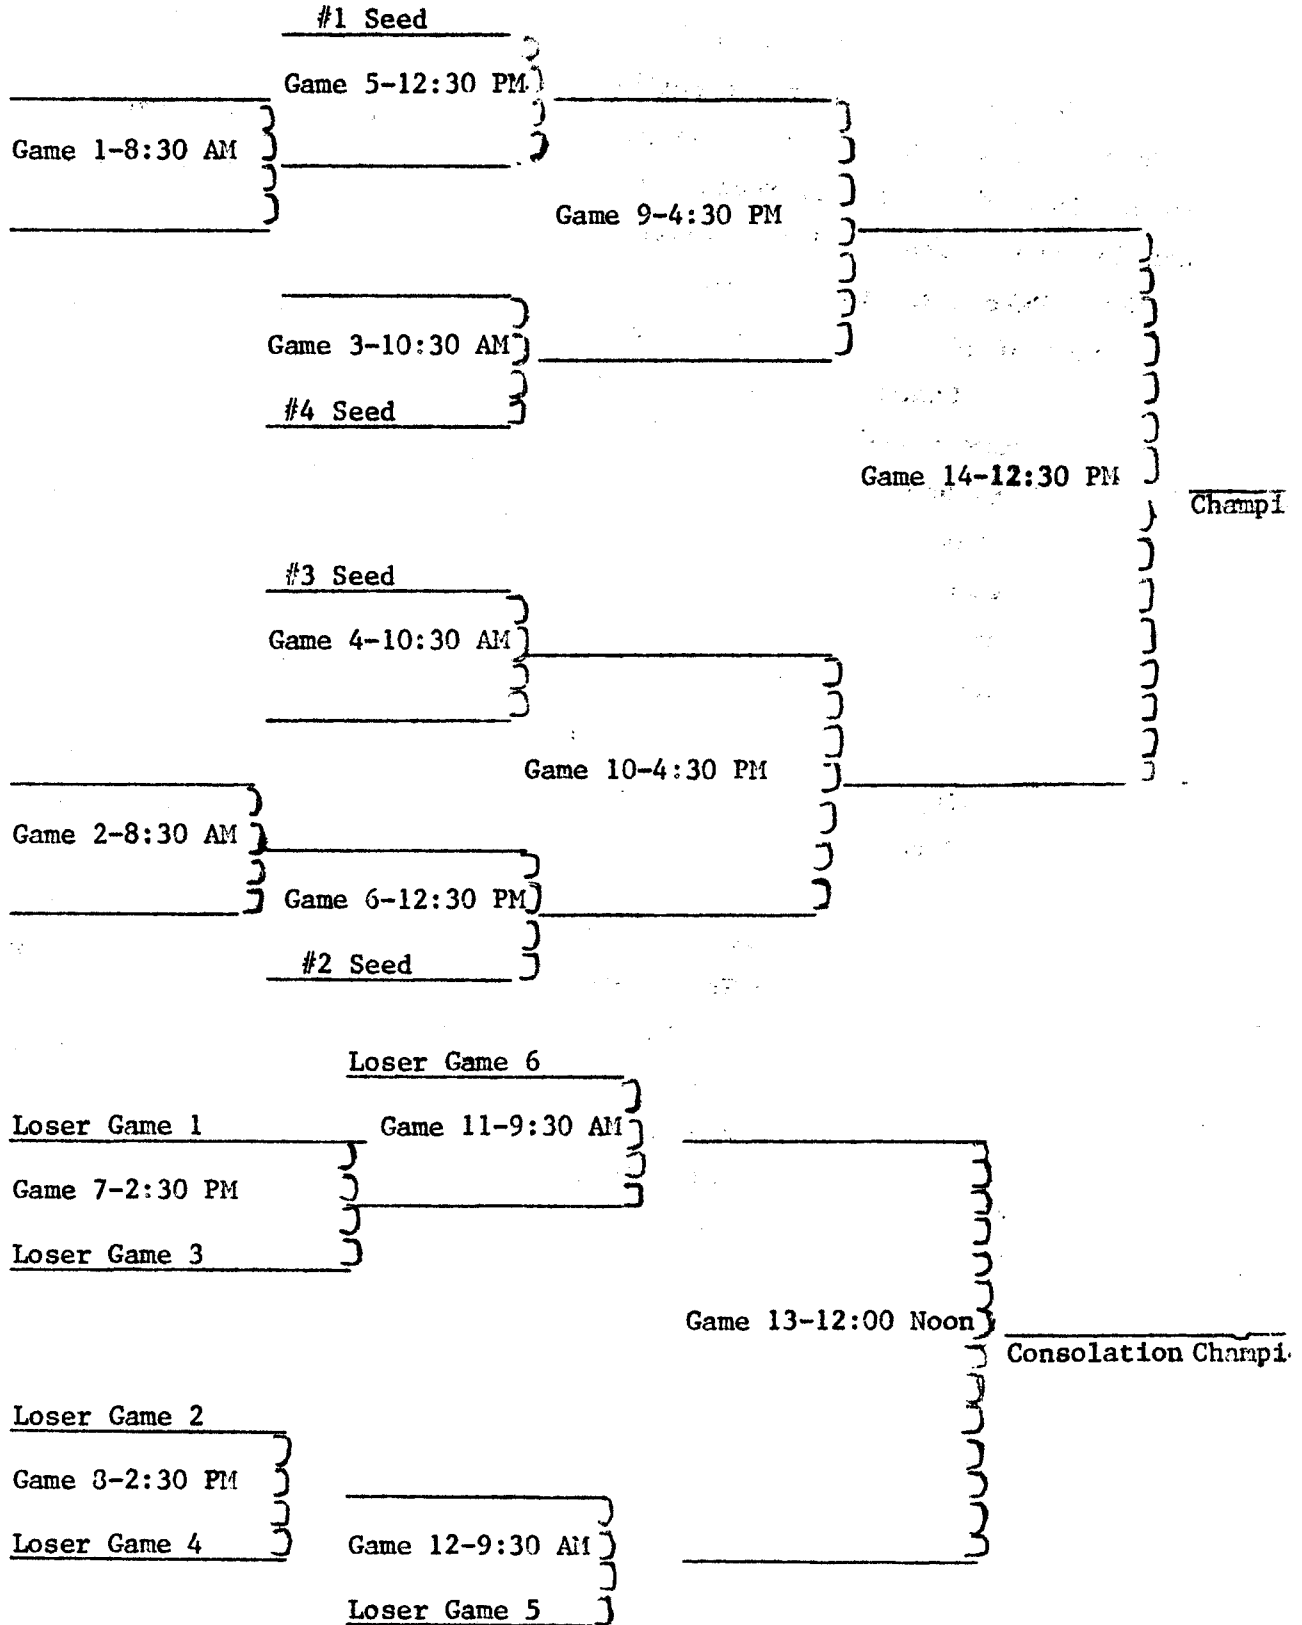 #1 Seed
Game 5-12:30 PM
Game 1-8:30 AM
Game 9-4:30 PM
Game 3-10:30 AM
#4 Seed
Game 14-12:30 PM
Champi
#3 Seed
Game 4-10:30 AM
Game 10-4:30 PM
Game 2-8:30 AM
Game 6-12:30 PM
#2 Seed
Loser Game 6
Loser Game 1
Game 11-9:30 AM
Game 7-2:30 PM
Loser Game 3
Game 13-12:00 Noon
Consolation Champi
Loser Game 2
Game 8-2:30 PM
Loser Game 4
Game 12-9:30 AM
Loser Game 5